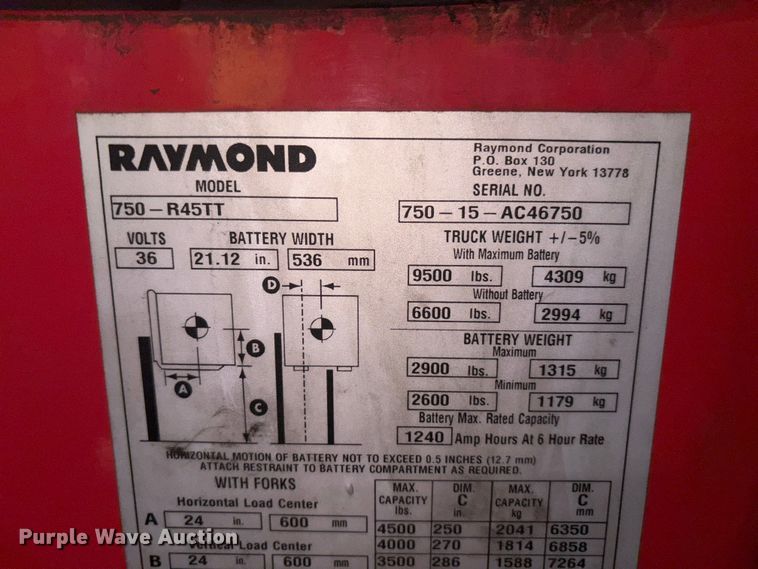 RAYMOND
Raymond Corporation
P.O. Box 130
Greene, New York 13778
MODEL
750-R45TT
SERIAL NO.
750-15-AC46750
VOLTS
36
BATTERY WIDTH
21.12 in. 536 mm
TRUCK WEIGHT +/-5%
With Maximum Battery
9500 lbs. 4309 kg
Without Battery
6600 lbs. 2994 kg
BATTERY WEIGHT
Maximum
2900 lbs. 1315 kg
Minimum
2600 lbs. 1179 kg
Battery Max. Rated Capacity
1240 Amp Hours At 6 Hour Rate
D
B
A
C
HORIZONTAL MOTION OF BATTERY NOT TO EXCEED 0.5 INCHES (12.7 mm)
ATTACH RESTRAINT TO BATTERY COMPARTMENT AS REQUIRED.
WITH FORKS
Horizontal Load Center
A 24 in. 600 mm
Vertical Load Center
B 24 in. 600 mm
MAX. CAPACITY lbs. DIM. C in. MAX. CAPACITY kg DIM. C mm
4500 250 2041 6350
4000 270 1814 6858
3500 286 1588 7264
Purple Wave Auction